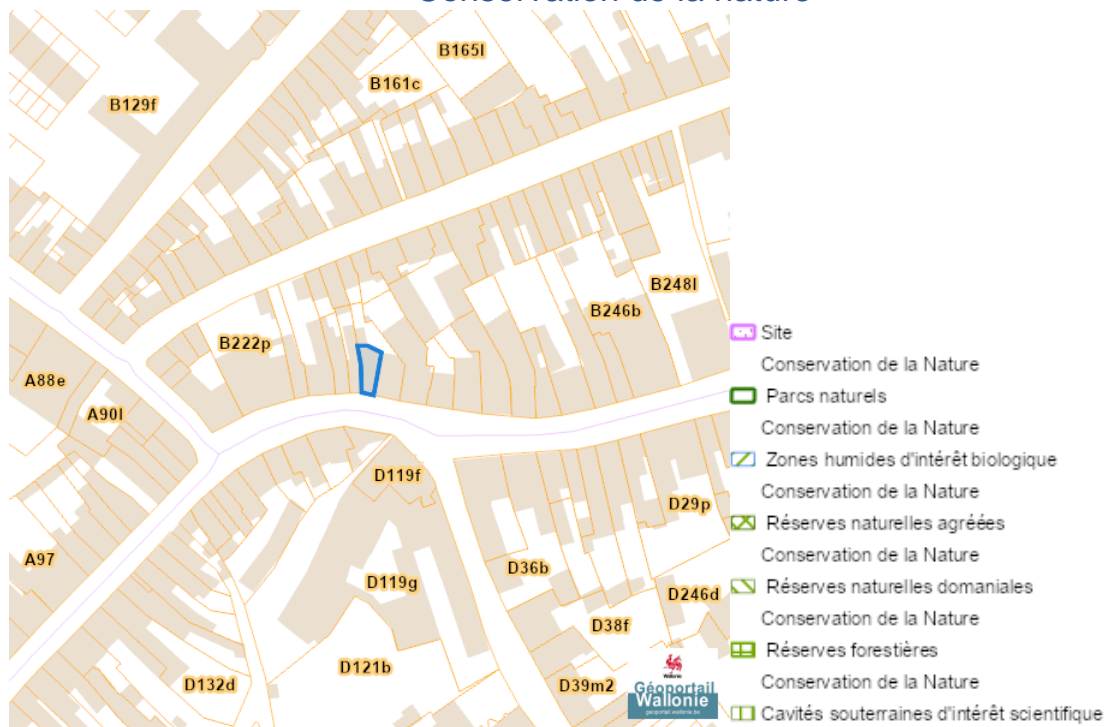 Conservation de la nature
B165l
B161c
B129f
B248l
B246b
B222p
A88e
A90l
D119f
D29p
A97
D36b
D119g
D246d
D38f
D121b
D132d
D39m2
Wallonie
Géoportail
Wallonie
geoportail.wallonie.be
Site
Conservation de la Nature
Parcs naturels
Conservation de la Nature
Zones humides d'intérêt biologique
Conservation de la Nature
Réserves naturelles agréées
Conservation de la Nature
Réserves naturelles domaniales
Conservation de la Nature
Réserves forestières
Conservation de la Nature
Cavités souterraines d'intérêt scientifique